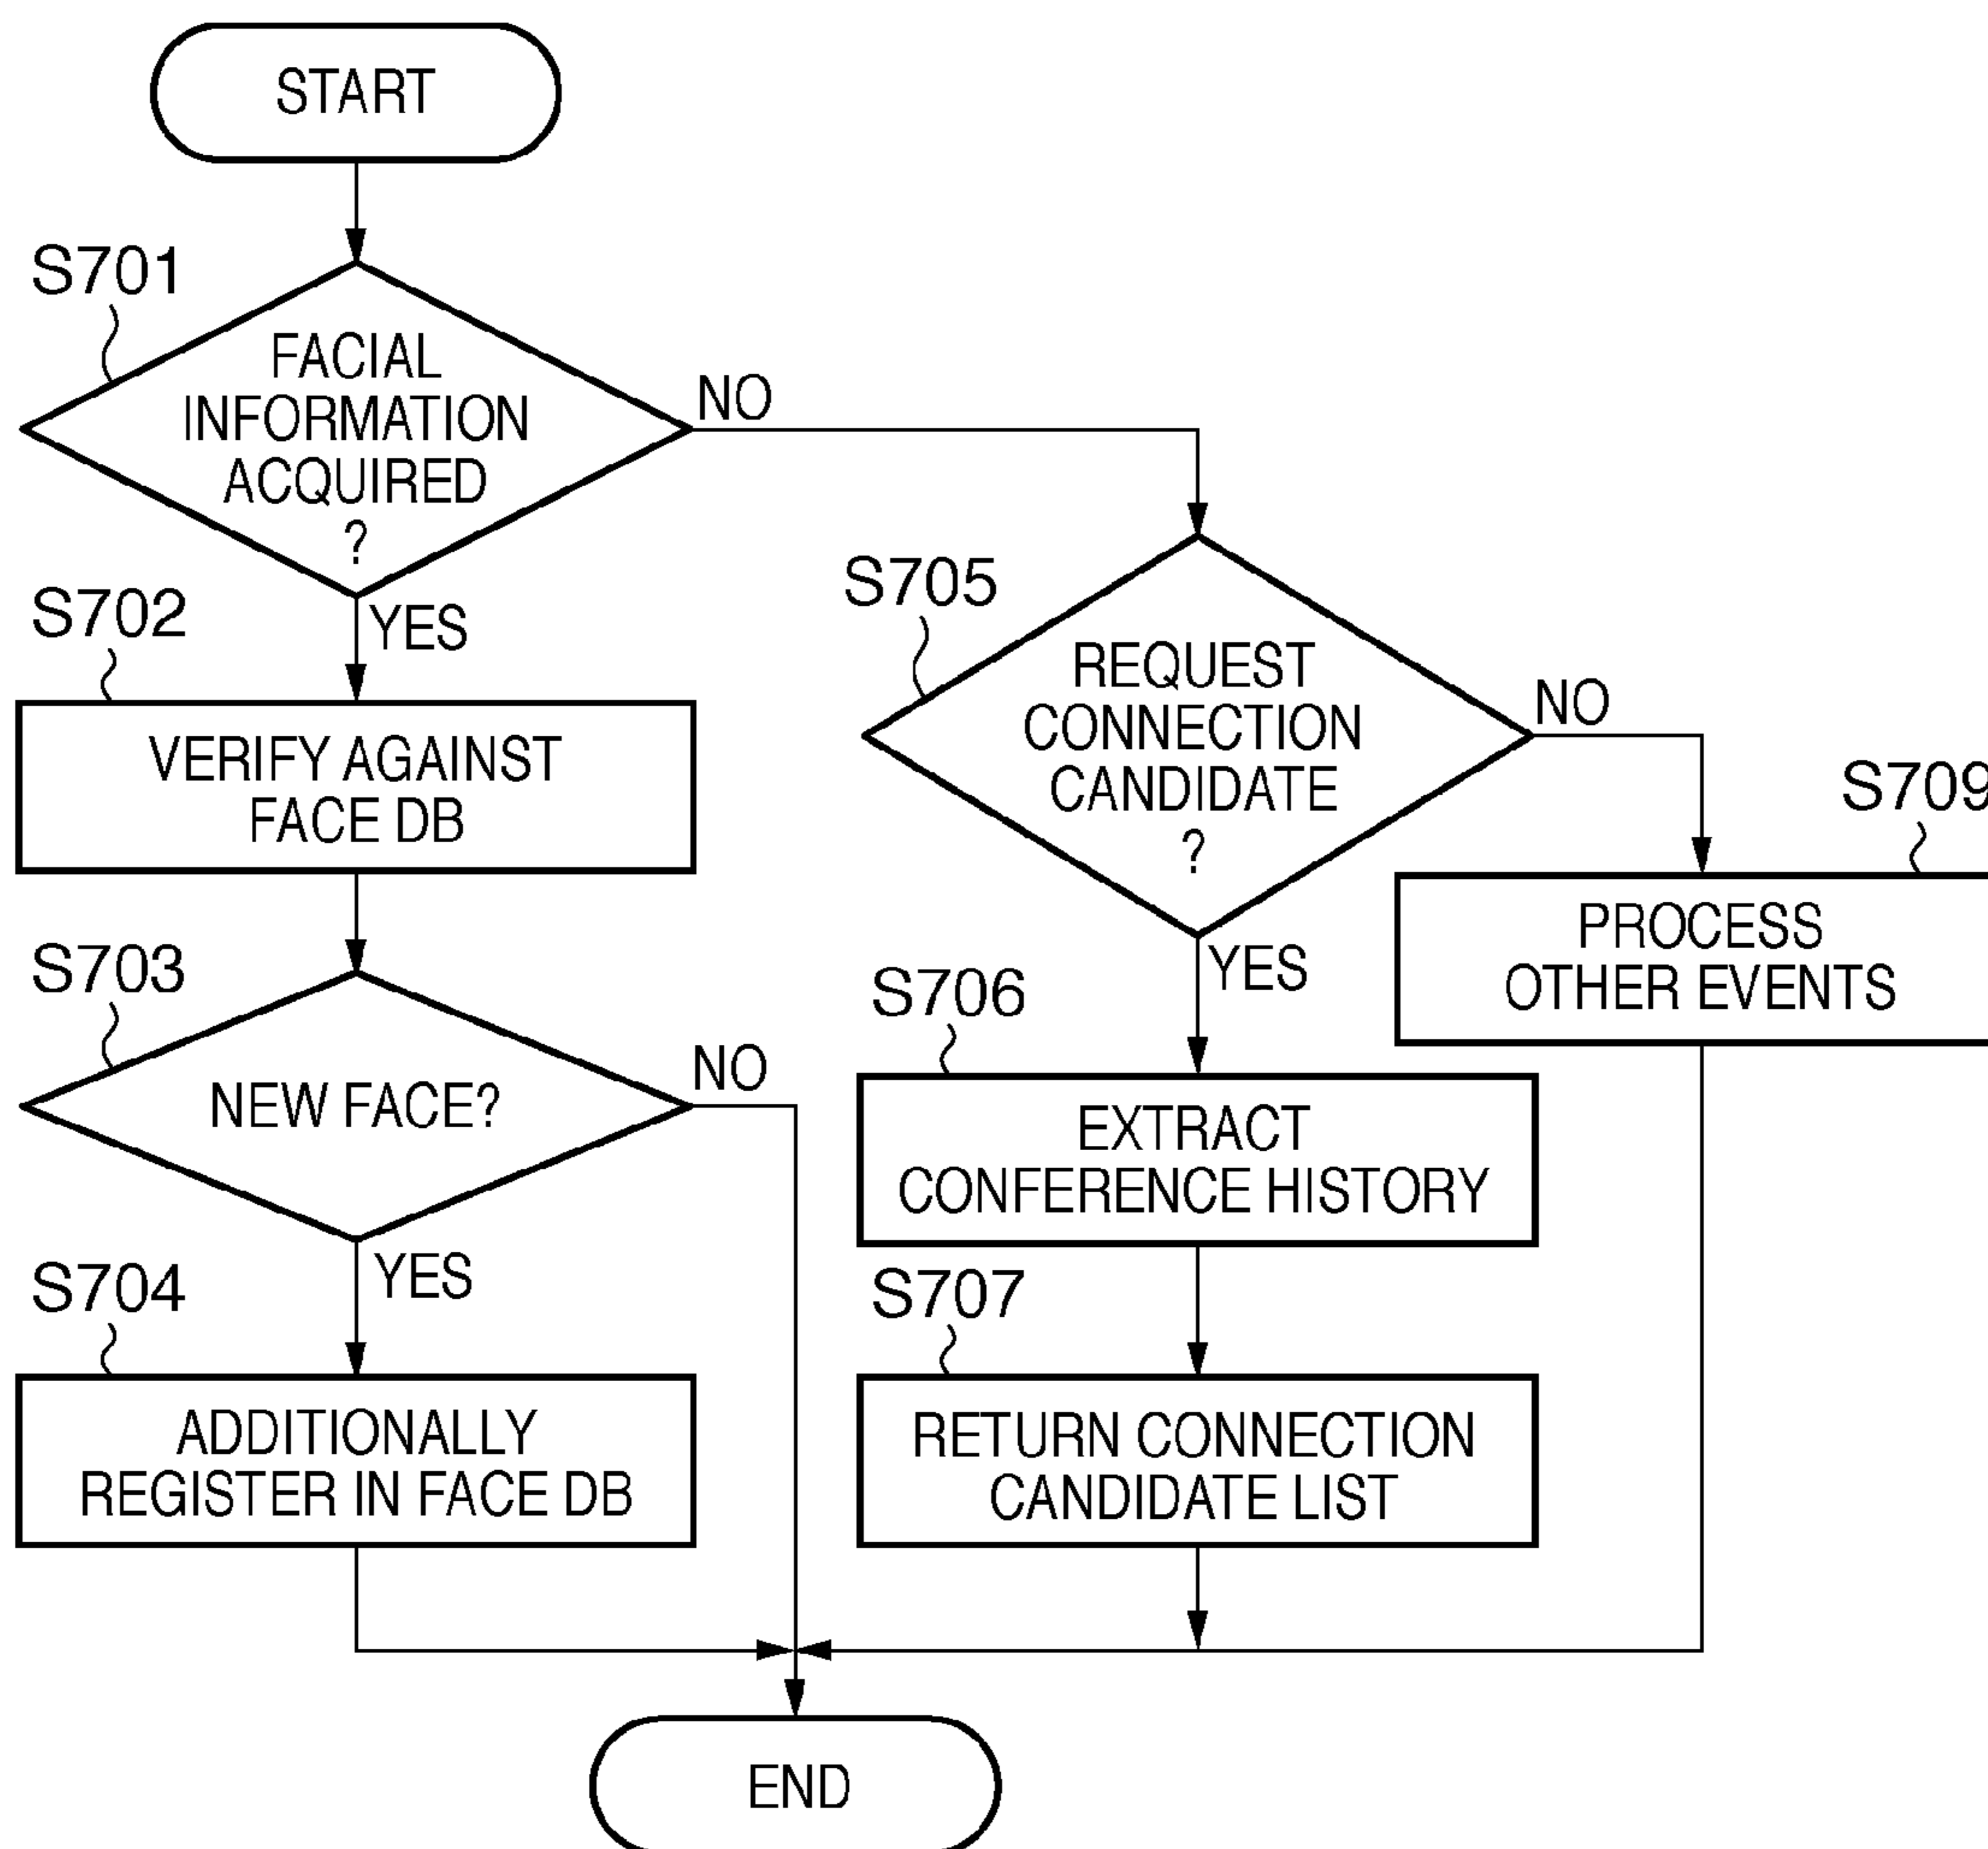 START
S701
FACIAL
INFORMATION
ACQUIRED
?
NO
YES
S702
VERIFY AGAINST
FACE DB
S703
NEW FACE?
NO
YES
S704
ADDITIONALLY
REGISTER IN FACE DB
S705
REQUEST
CONNECTION
CANDIDATE
?
NO
YES
S709
PROCESS
OTHER EVENTS
S706
EXTRACT
CONFERENCE HISTORY
S707
RETURN CONNECTION
CANDIDATE LIST
END